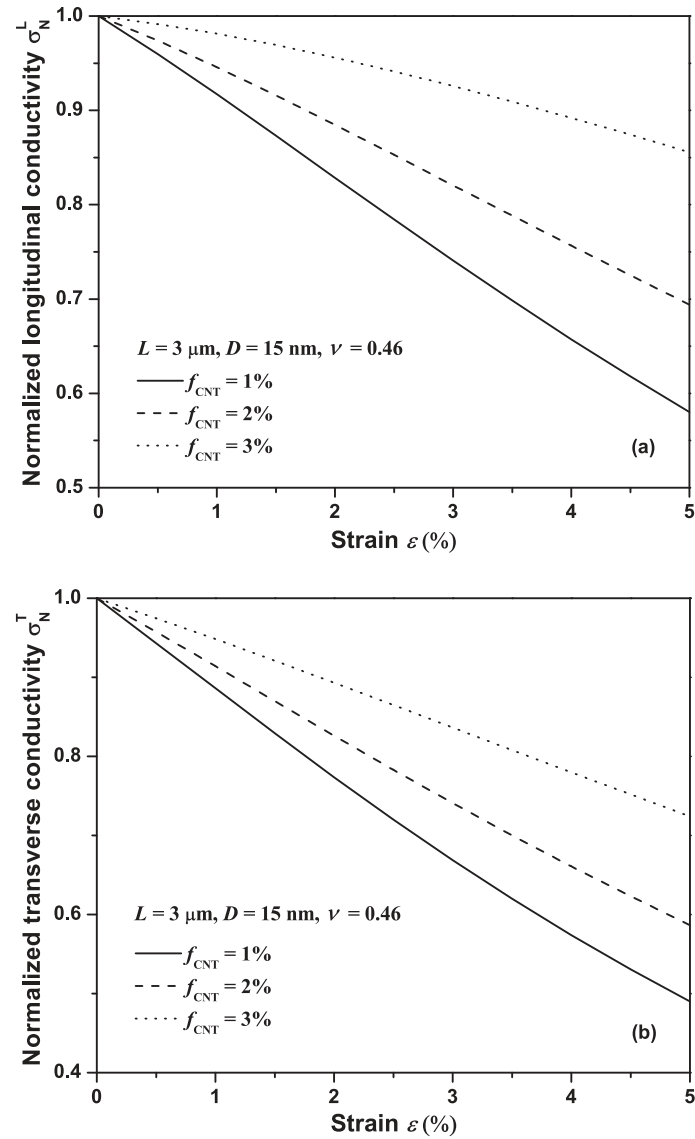 Normalized longitudinal conductivity σ_N^L
1.0
0.9
0.8
0.7
0.6
0.5
L = 3 μm, D = 15 nm, ν = 0.46
f_CNT = 1%
f_CNT = 2%
f_CNT = 3%
(a)
0 1 2 3 4 5
Strain ε (%)
Normalized transverse conductivity σ_N^T
1.0
0.8
0.6
0.4
L = 3 μm, D = 15 nm, ν = 0.46
f_CNT = 1%
f_CNT = 2%
f_CNT = 3%
(b)
0 1 2 3 4 5
Strain ε (%)